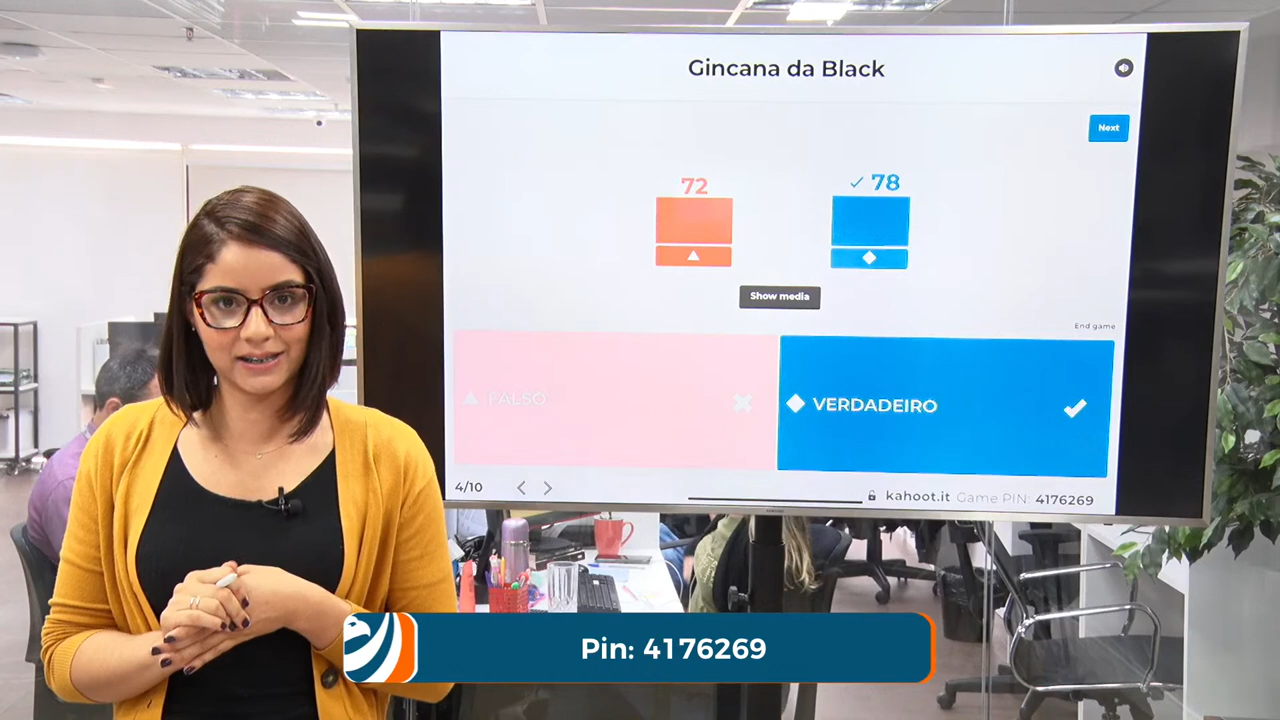 Gincana da Black
Next
72
78
Show media
End game
FALSO
VERDADEIRO
4/10
kahoot.it Game PIN: 4176269
SAMSUNG
Pin: 4176269